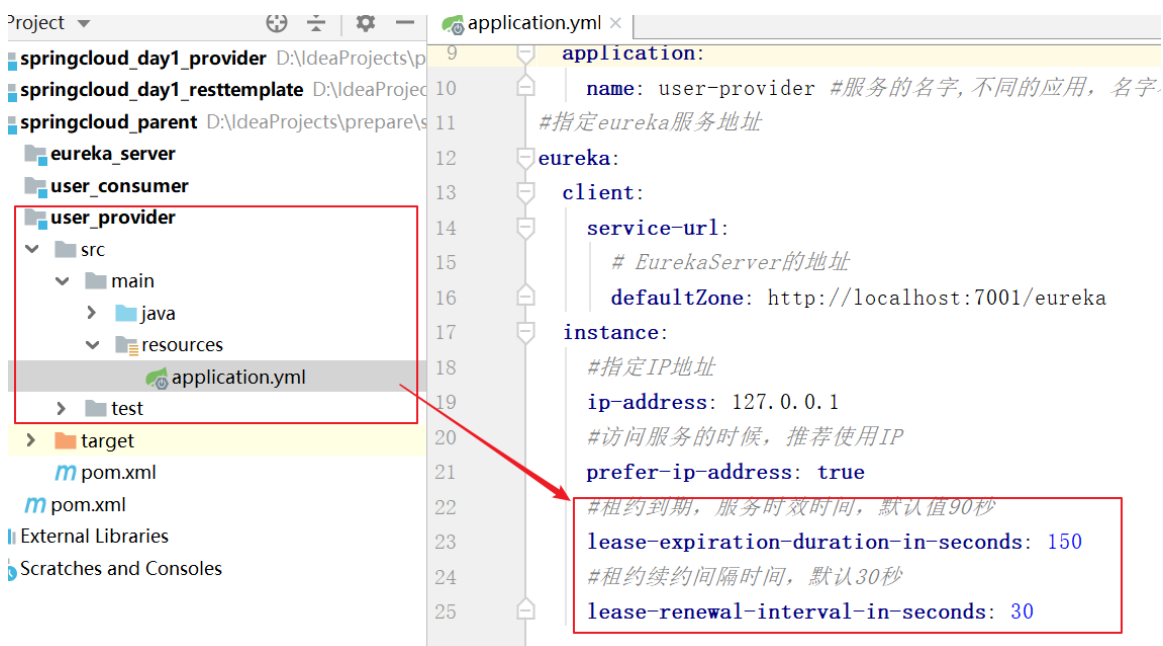 Project
springcloud_day1_provider D:\IdeaProjects\p
springcloud_day1_resttemplate D:\IdeaProjec
springcloud_parent D:\IdeaProjects\prepare\s
eureka_server
user_consumer
user_provider
src
main
java
resources
application.yml
test
target
m pom.xml
m pom.xml
External Libraries
Scratches and Consoles
application.yml ×
9 application:
10 name: user-provider #服务的名字,不同的应用，名字
11 #指定eureka服务地址
12 eureka:
13 client:
14 service-url:
15 # EurekaServer的地址
16 defaultZone: http://localhost:7001/eureka
17 instance:
18 #指定IP地址
19 ip-address: 127.0.0.1
20 #访问服务的时候，推荐使用IP
21 prefer-ip-address: true
22 #租约到期，服务时效时间，默认值90秒
23 lease-expiration-duration-in-seconds: 150
24 #租约续约间隔时间，默认30秒
25 lease-renewal-interval-in-seconds: 30